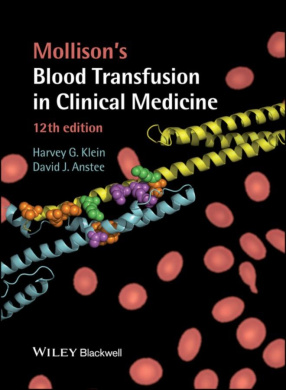 Mollison's
Blood Transfusion
in Clinical Medicine
12th edition
Harvey G. Klein
David J. Anstee
WILEY Blackwell